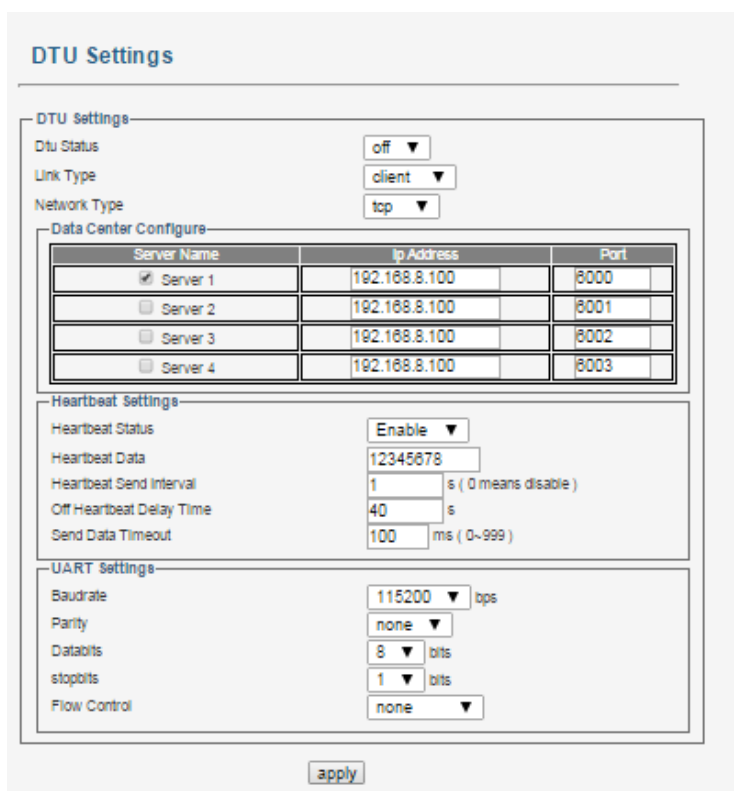 DTU Settings
DTU Settings
Dtu Status off ▼
Link Type client ▼
Network Type tcp ▼
Data Center Configure
Server Name Ip Address Port
Server 1 192.168.8.100 6000
Server 2 192.168.8.100 6001
Server 3 192.168.8.100 6002
Server 4 192.168.8.100 6003
Heartbeat Settings
Heartbeat Status Enable ▼
Heartbeat Data 12345678
Heartbeat Send Interval 1 s ( 0 means disable )
Off Heartbeat Delay Time 40 s
Send Data Timeout 100 ms ( 0~999 )
UART Settings
Baudrate 115200 ▼ bps
Parity none ▼
Databits 8 ▼ bits
stopbits 1 ▼ bits
Flow Control none ▼
apply